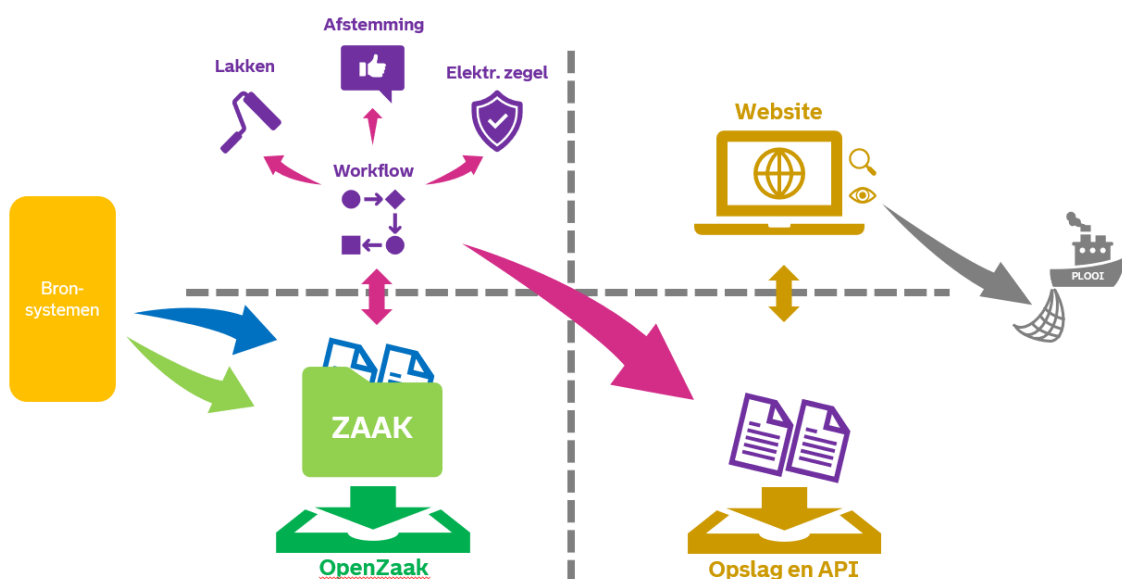 Afstemming
Lakken
Elektr. zegel
Workflow
Website
PLOOI
Bron-
systemen
ZAAK
OpenZaak
Opslag en API